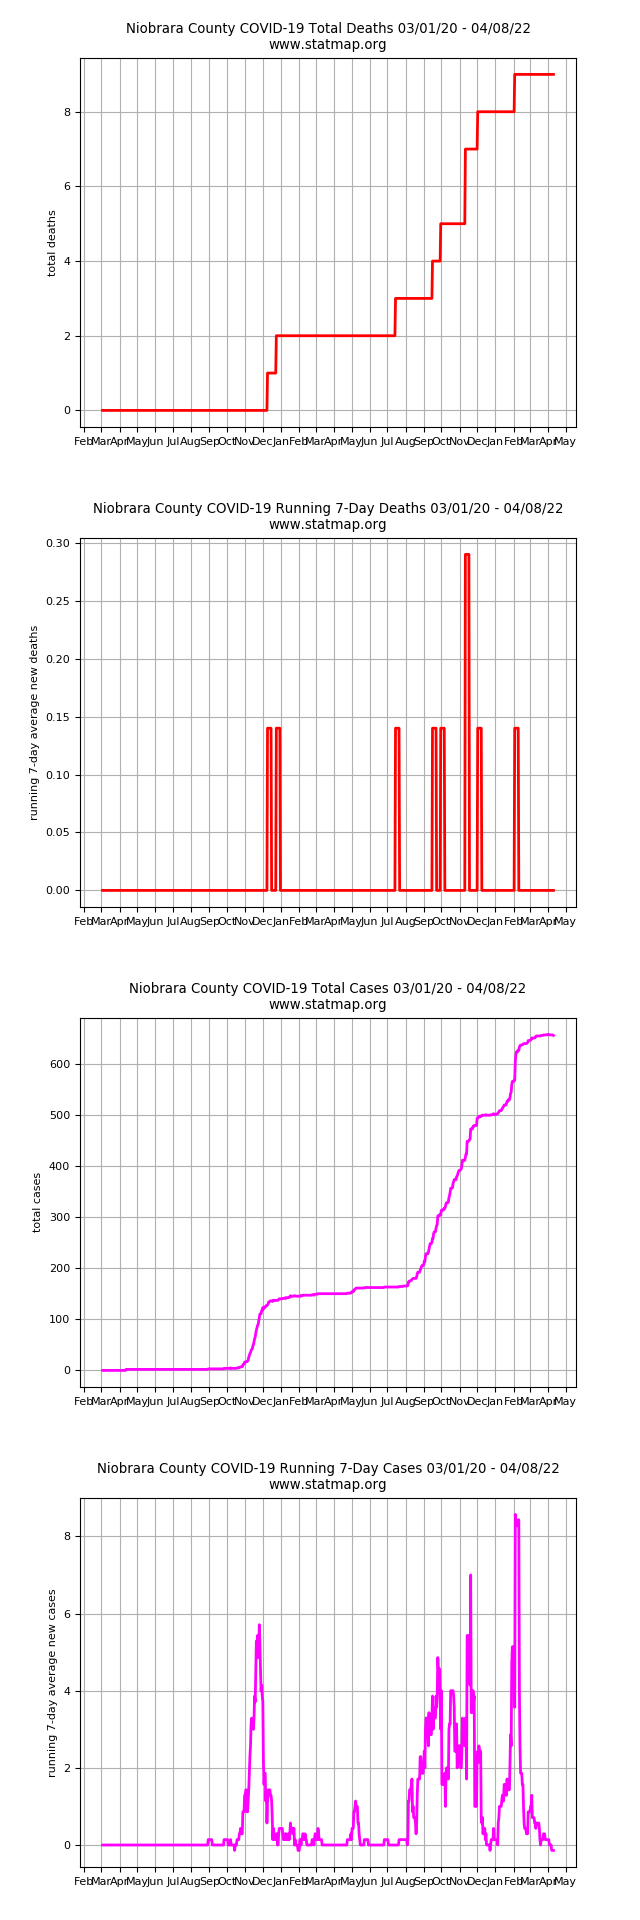 Niobrara County COVID-19 Total Deaths 03/01/20 - 04/08/22
www.statmap.org
8
6
4
2
0
total deaths
Feb Mar Apr May Jun Jul Aug Sep Oct Nov Dec Jan Feb Mar Apr May Jun Jul Aug Sep Oct Nov Dec Jan Feb Mar Apr May
Niobrara County COVID-19 Running 7-Day Deaths 03/01/20 - 04/08/22
www.statmap.org
0.30
0.25
0.20
0.15
0.10
0.05
0.00
running 7-day average new deaths
Feb Mar Apr May Jun Jul Aug Sep Oct Nov Dec Jan Feb Mar Apr May Jun Jul Aug Sep Oct Nov Dec Jan Feb Mar Apr May
Niobrara County COVID-19 Total Cases 03/01/20 - 04/08/22
www.statmap.org
600
500
400
300
200
100
0
total cases
Feb Mar Apr May Jun Jul Aug Sep Oct Nov Dec Jan Feb Mar Apr May Jun Jul Aug Sep Oct Nov Dec Jan Feb Mar Apr May
Niobrara County COVID-19 Running 7-Day Cases 03/01/20 - 04/08/22
www.statmap.org
8
6
4
2
0
running 7-day average new cases
Feb Mar Apr May Jun Jul Aug Sep Oct Nov Dec Jan Feb Mar Apr May Jun Jul Aug Sep Oct Nov Dec Jan Feb Mar Apr May